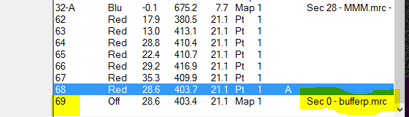 32-A Blu -0.1 675.2 7.7 Map 1 Sec 28 - MMM.mrc -
62 Red 17.9 380.5 21.1 Pt 1
63 Red 13.0 413.1 21.1 Pt 1
64 Red 28.8 410.4 21.1 Pt 1
65 Red 22.4 403.4 21.1 Pt 1
66 Red 29.2 416.9 21.1 Pt 1
67 Red 35.3 409.9 21.1 Pt 1
68 Red 28.6 403.7 21.1 Pt 1 A
69 Off 28.6 403.4 21.1 Map 1 Sec 0 - bufferp.mrc